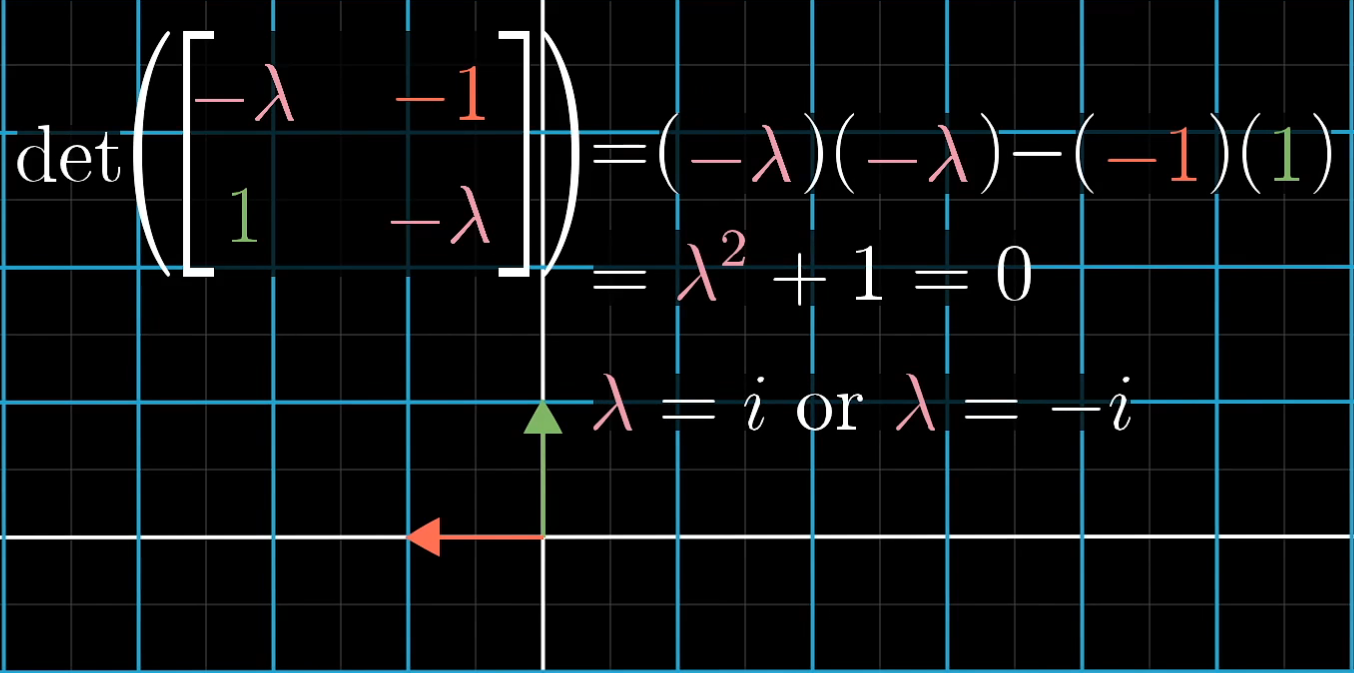 det([−λ −1
1 −λ]) = (−λ)(−λ)−(−1)(1)
= λ² + 1 = 0
λ = i or λ = −i